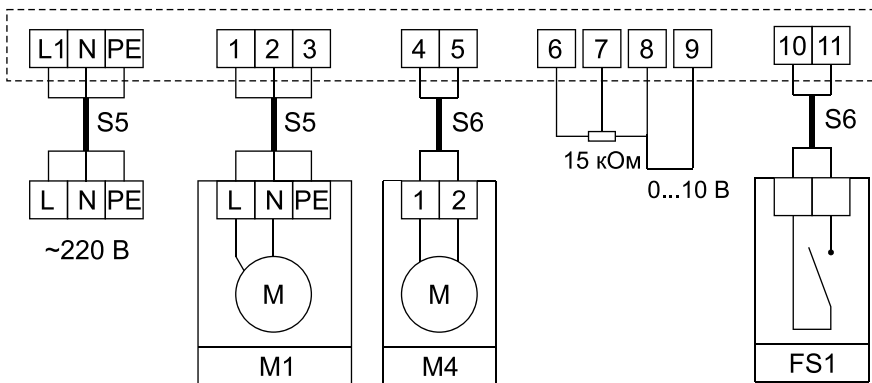 L1 N PE 1 2 3 4 5 6 7 8 9 10 11
S5 S5 S6 S6
15 кОм
0...10 В
L N PE L N PE 1 2
~220 В
M M
M1 M4 FS1